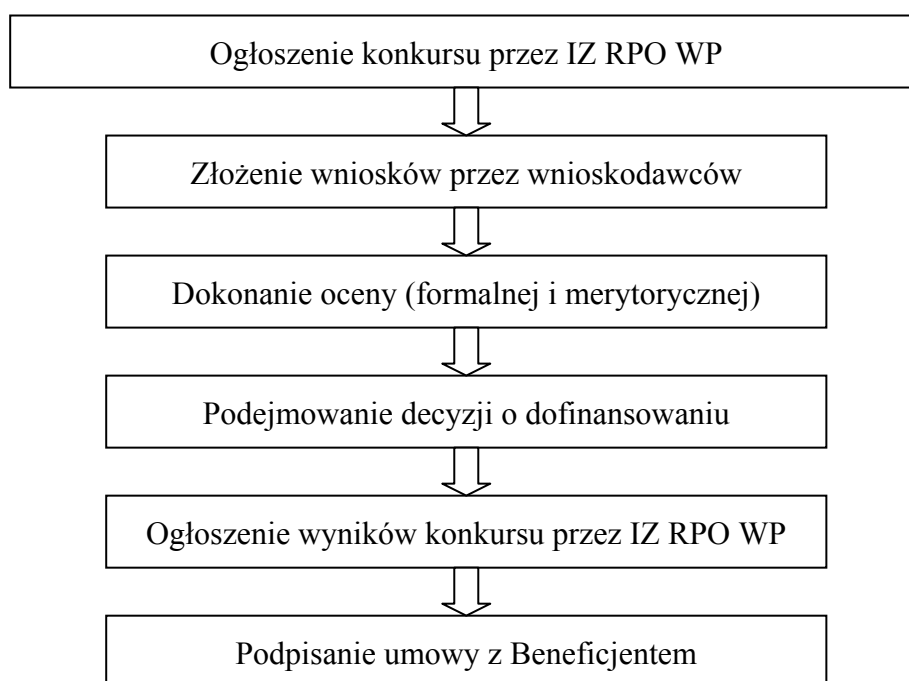 Ogłoszenie konkursu przez IZ RPO WP
Złożenie wniosków przez wnioskodawców
Dokonanie oceny (formalnej i merytorycznej)
Podejmowanie decyzji o dofinansowaniu
Ogłoszenie wyników konkursu przez IZ RPO WP
Podpisanie umowy z Beneficjentem